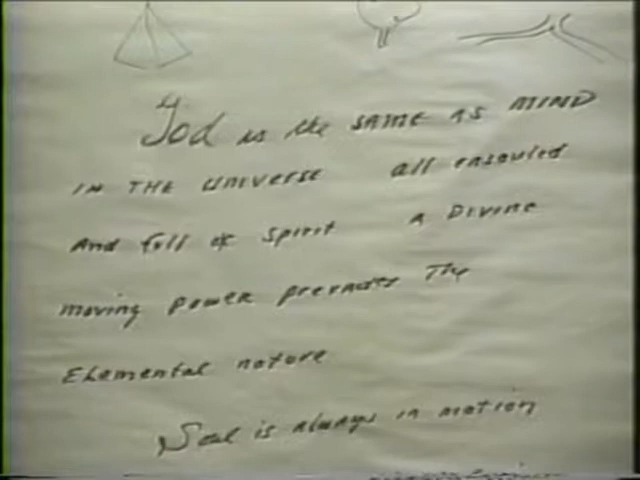 God is the SAME AS MIND
IN THE UNIVERSE all ensouled
And full of Spirit a Divine
moving Power pervades The
Elemental nature
Soul is always in motion